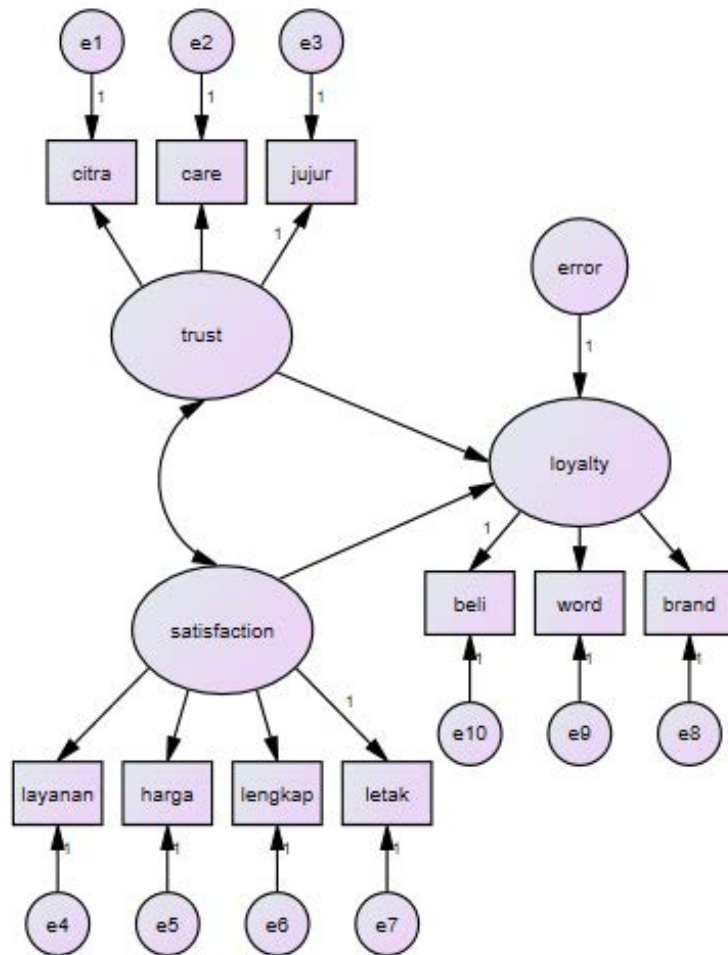 e1
e2
e3
1
1
1
citra
care
jujur
1
error
trust
1
loyalty
1
beli
word
brand
satisfaction
1
1
1
1
e10
e9
e8
layanan
harga
lengkap
letak
1
1
1
1
e4
e5
e6
e7